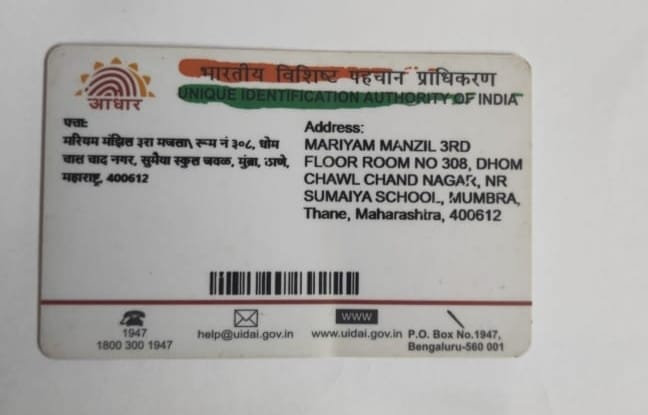 आधार
भारतीय विशिष्ट पहचान प्राधिकरण
UNIQUE IDENTIFICATION AUTHORITY OF INDIA
पत्ता:
मरियम मंझिल ३रा मजला\ रूम नं ३०८, धोम
चाल चाद नगर, सुमैया स्कुल जवळ, मुंब्रा, ठाणे,
महाराष्ट्र, 400612
Address:
MARIYAM MANZIL 3RD
FLOOR ROOM NO 308, DHOM
CHAWL CHAND NAGAR, NR
SUMAIYA SCHOOL, MUMBRA,
Thane, Maharashtra, 400612
1947
1800 300 1947
help@uidai.gov.in
WWW
www.uidai.gov.in
P.O. Box No.1947,
Bengaluru-560 001